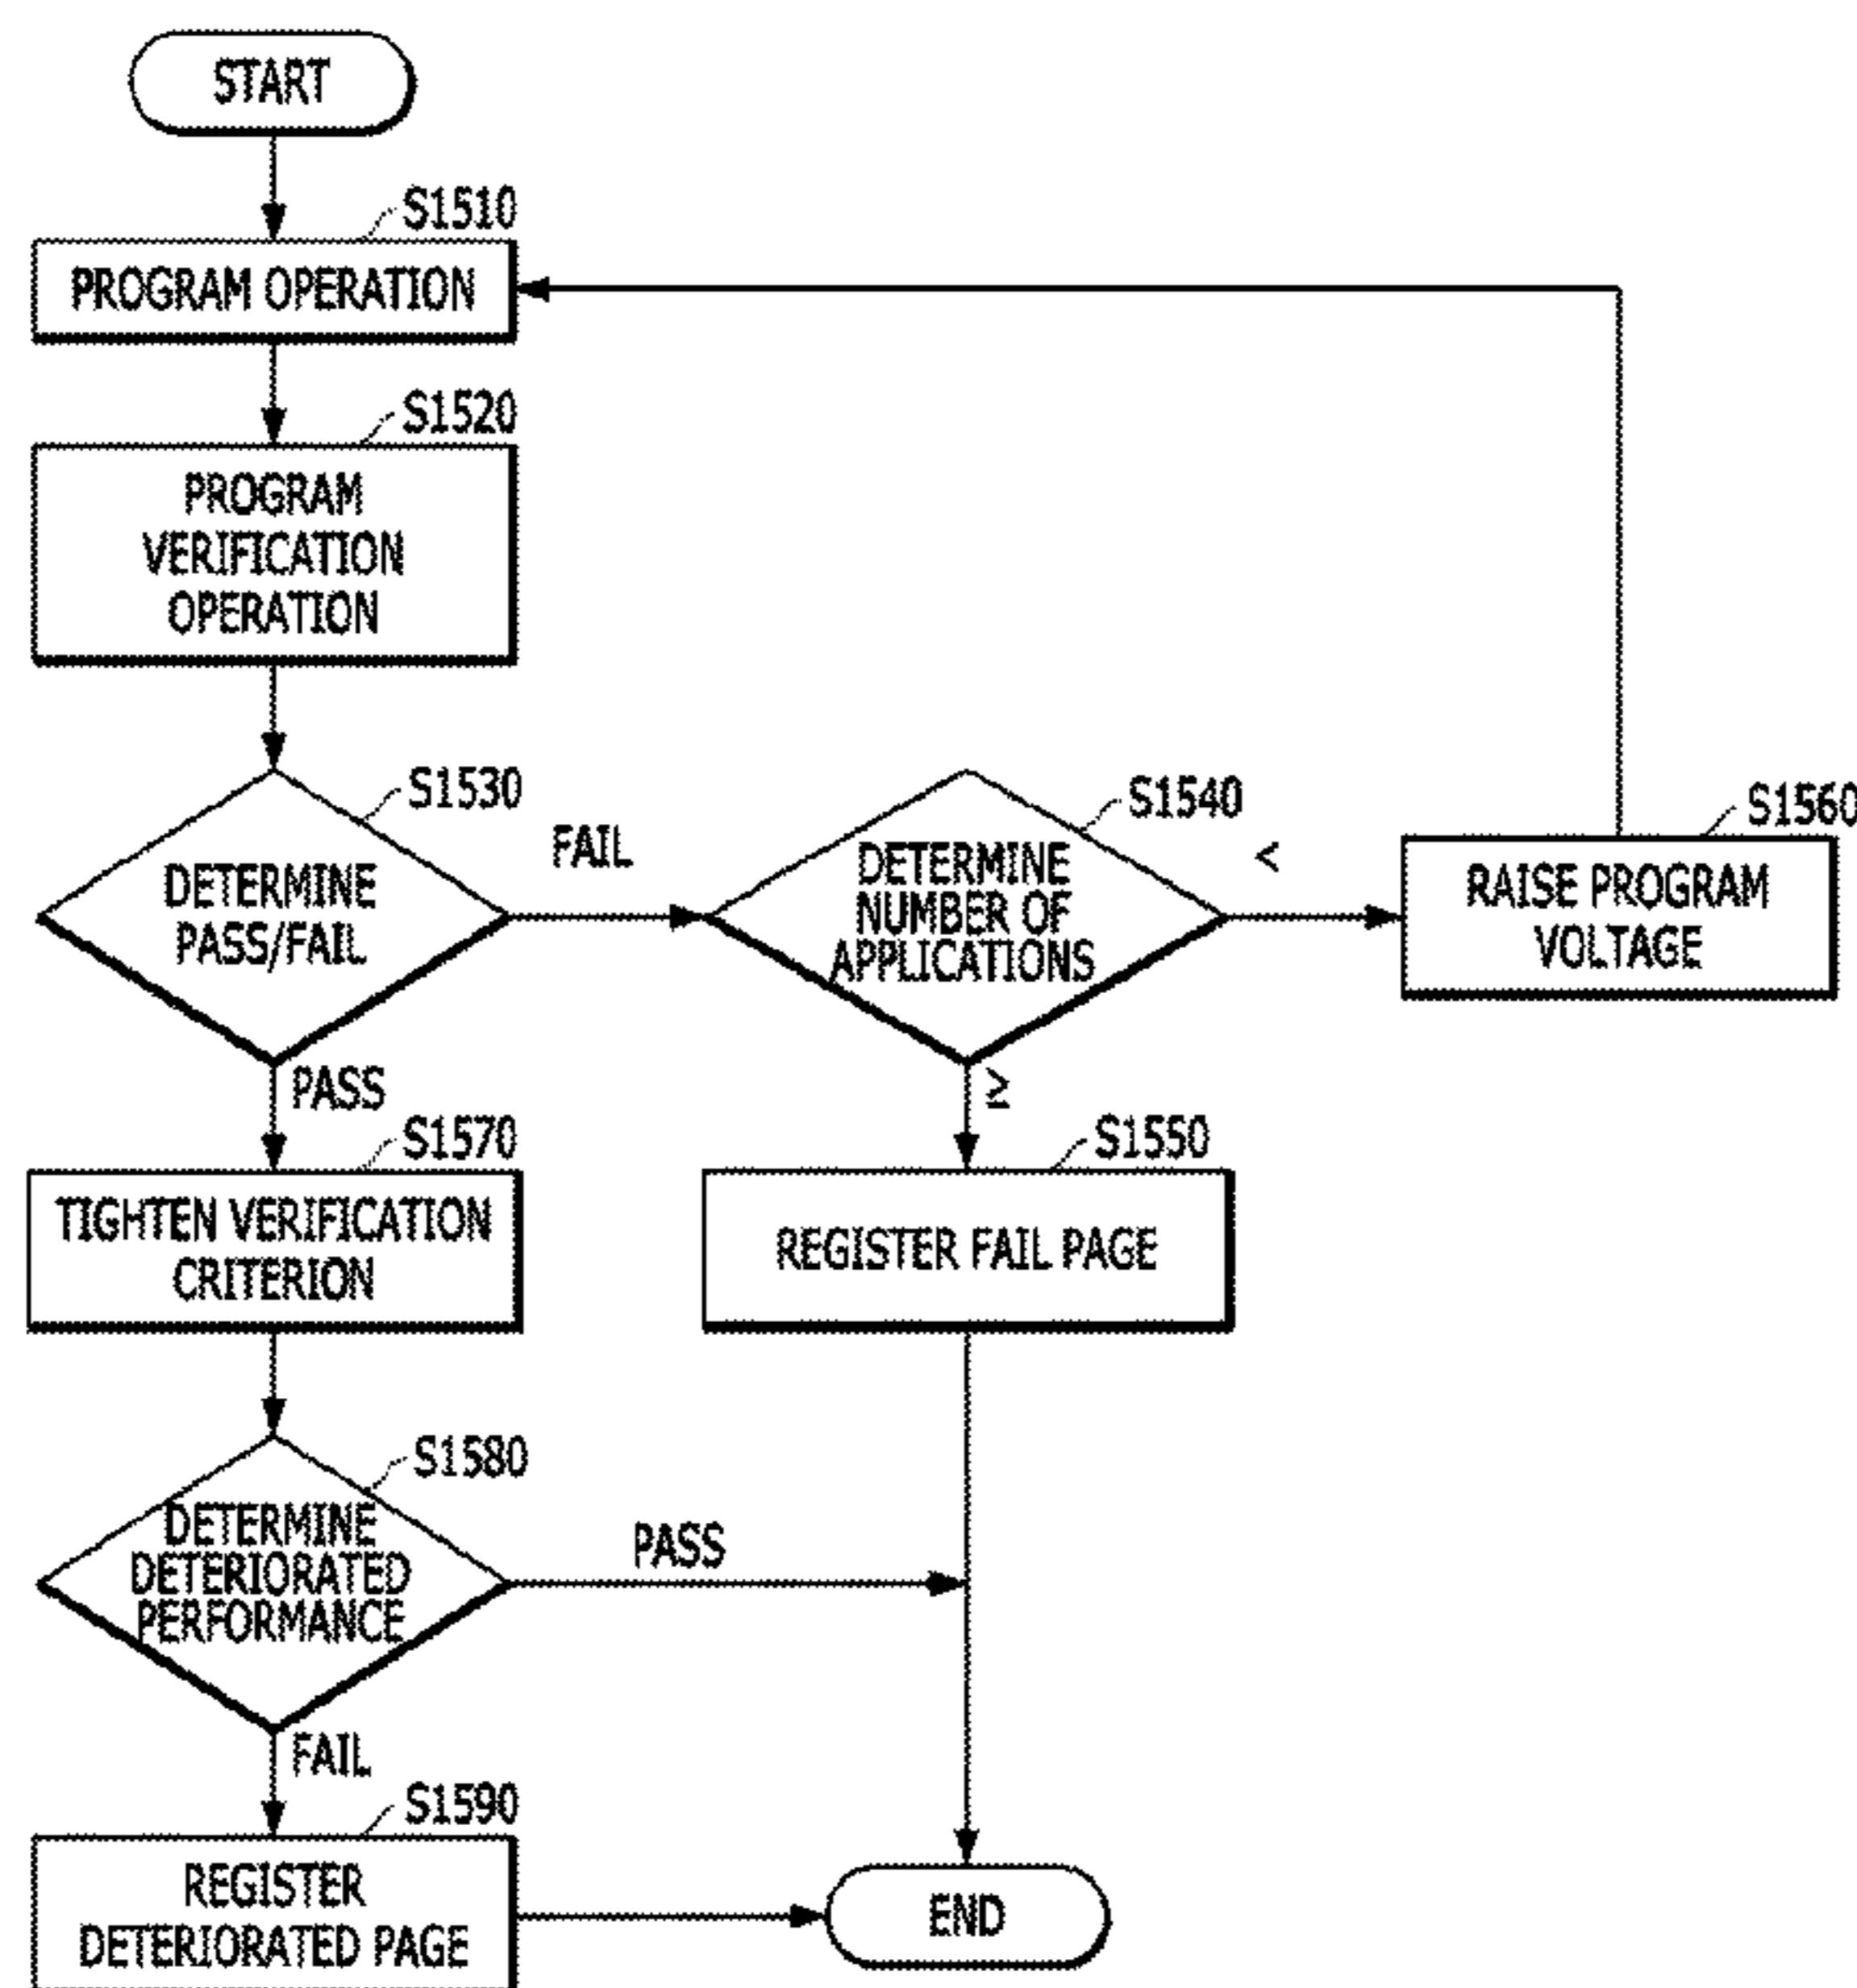 START
S1510
PROGRAM OPERATION
S1520
PROGRAM
VERIFICATION
OPERATION
S1530
DETERMINE
PASS/FAIL
FAIL
S1540
DETERMINE
NUMBER OF
APPLICATIONS
<
S1560
RAISE PROGRAM
VOLTAGE
PASS
≥
S1570
TIGHTEN VERIFICATION
CRITERION
S1550
REGISTER FAIL PAGE
S1580
DETERMINE
DETERIORATED
PERFORMANCE
PASS
FAIL
S1590
REGISTER
DETERIORATED PAGE
END